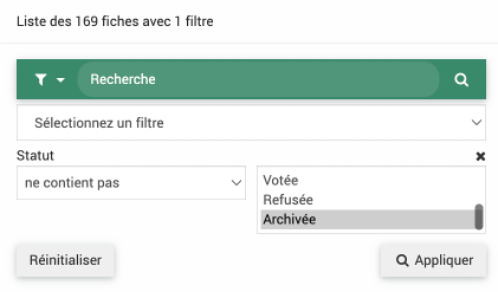 Liste des 169 fiches avec 1 filtre
Recherche
Sélectionnez un filtre
Statut
ne contient pas
Votée
Refusée
Archivée
Réinitialiser
Appliquer